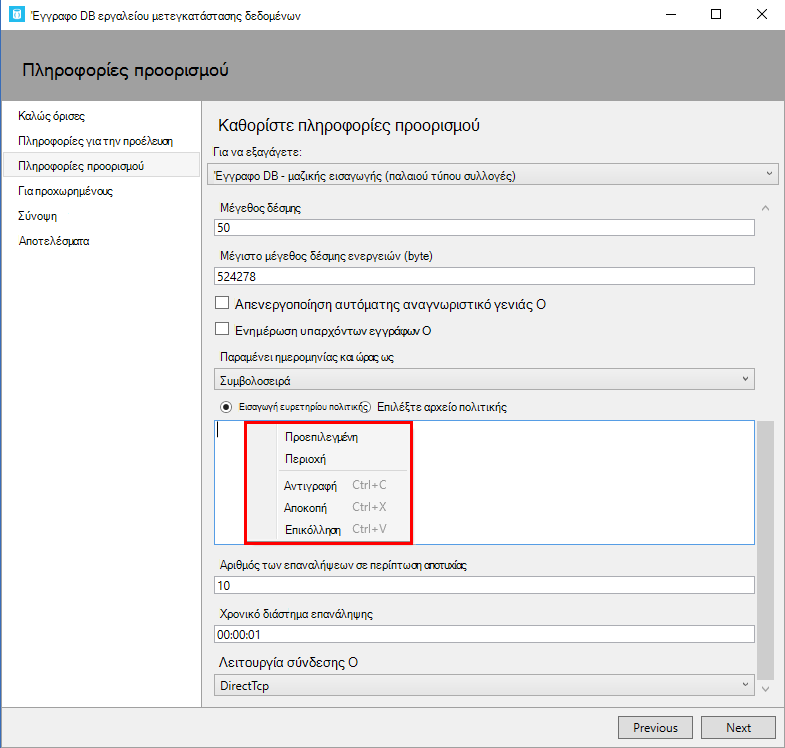 Έγγραφο DB εργαλείου μετεγκατάστασης δεδομένων
Πληροφορίες προορισμού
Καλώς όρισες
Πληροφορίες για την προέλευση
Πληροφορίες προορισμού
Για προχωρημένους
Σύνοψη
Αποτελέσματα
Καθορίστε πληροφορίες προορισμού
Για να εξαγάγετε:
Έγγραφο DB - μαζικής εισαγωγής (παλαιού τύπου συλλογές)
Μέγεθος δέσμης
50
Μέγιστο μέγεθος δέσμης ενεργειών (byte)
524278
Απενεργοποίηση αυτόματης αναγνωριστικό γενιάς Ο
Ενημέρωση υπαρχόντων εγγράφων Ο
Παραμένει ημερομηνίας και ώρας ως
Συμβολοσειρά
Εισαγωγή ευρετηρίου πολιτικής Επιλέξτε αρχείο πολιτικής
Προεπιλεγμένη
Περιοχή
Αντιγραφή Ctrl+C
Αποκοπή Ctrl+X
Επικόλληση Ctrl+V
Αριθμός των επαναλήψεων σε περίπτωση αποτυχίας
10
Χρονικό διάστημα επανάληψης
00:00:01
Λειτουργία σύνδεσης Ο
DirectTcp
Previous Next